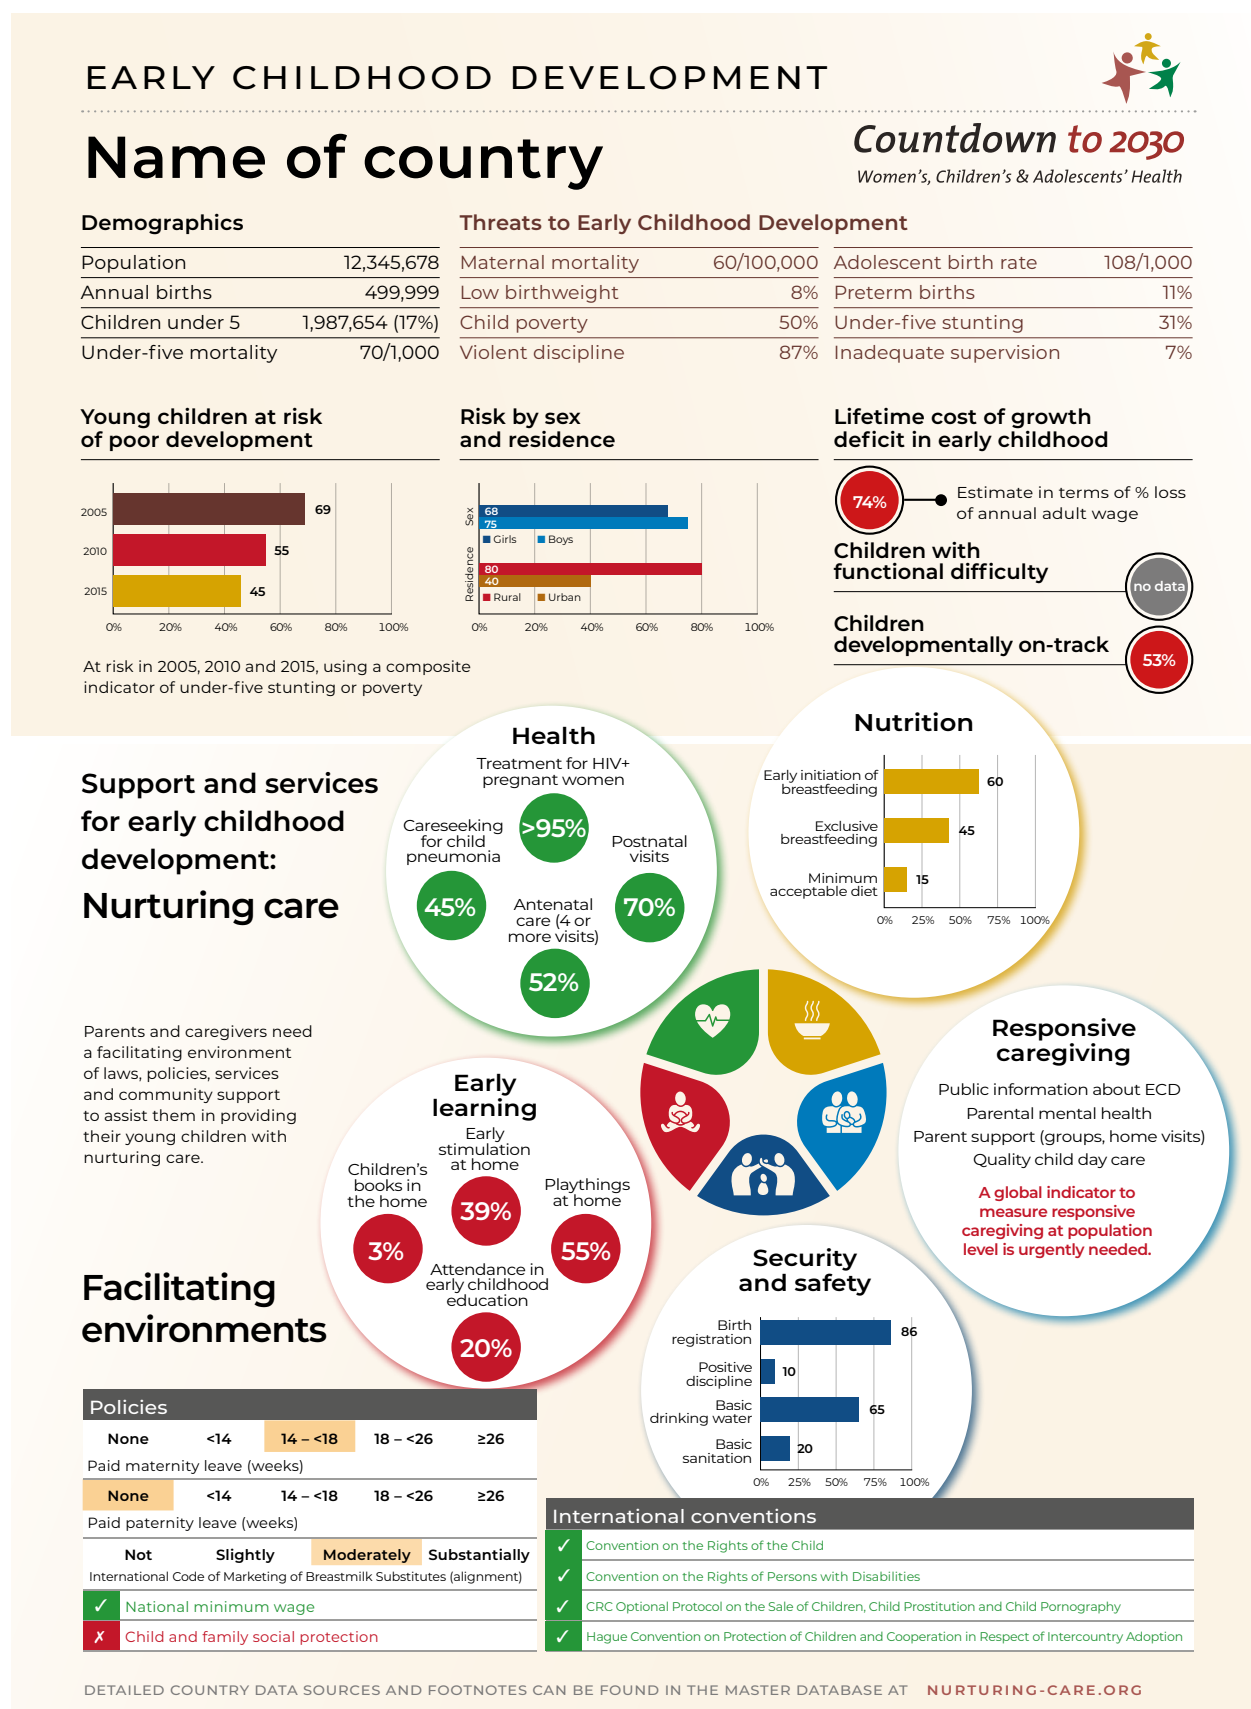 EARLY CHILDHOOD DEVELOPMENT
Name of country
Countdown to 2030
Women's, Children's & Adolescents' Health
Demographics
Population 12,345,678
Annual births 499,999
Children under 5 1,987,654 (17%)
Under-five mortality 70/1,000
Threats to Early Childhood Development
Maternal mortality 60/100,000
Low birthweight 8%
Child poverty 50%
Violent discipline 87%
Adolescent birth rate 108/1,000
Preterm births 11%
Under-five stunting 31%
Inadequate supervision 7%
Young children at risk
of poor development
2005 69
2010 55
2015 45
0% 20% 40% 60% 80% 100%
At risk in 2005, 2010 and 2015, using a composite
indicator of under-five stunting or poverty
Risk by sex
and residence
Sex
68
75
Girls Boys
Residence
80
40
Rural Urban
0% 20% 40% 60% 80% 100%
Lifetime cost of growth
deficit in early childhood
74%
Estimate in terms of % loss
of annual adult wage
Children with
functional difficulty
no data
Children
developmentally on-track
53%
Support and services
for early childhood
development:
Nurturing care
Health
Treatment for HIV+
pregnant women
>95%
Careseeking
for child
pneumonia
45%
Postnatal
visits
70%
Antenatal
care (4 or
more visits)
52%
Nutrition
Early initiation of
breastfeeding
60
Exclusive
breastfeeding
45
Minimum
acceptable diet
15
0% 25% 50% 75% 100%
Parents and caregivers need
a facilitating environment
of laws, policies, services
and community support
to assist them in providing
their young children with
nurturing care.
Early
learning
Early
stimulation
at home
39%
Children's
books in
the home
3%
Playthings
at home
55%
Attendance in
early childhood
education
20%
Responsive
caregiving
Public information about ECD
Parental mental health
Parent support (groups, home visits)
Quality child day care
A global indicator to
measure responsive
caregiving at population
level is urgently needed.
Security
and safety
Birth
registration
86
Positive
discipline
10
Basic
drinking water
65
Basic
sanitation
20
0% 25% 50% 75% 100%
Facilitating
environments
Policies
None <14 14 – <18 18 – <26 ≥26
Paid maternity leave (weeks)
None <14 14 – <18 18 – <26 ≥26
Paid paternity leave (weeks)
Not Slightly Moderately Substantially
International Code of Marketing of Breastmilk Substitutes (alignment)
✓ National minimum wage
✗ Child and family social protection
International conventions
✓ Convention on the Rights of the Child
✓ Convention on the Rights of Persons with Disabilities
✓ CRC Optional Protocol on the Sale of Children, Child Prostitution and Child Pornography
✓ Hague Convention on Protection of Children and Cooperation in Respect of Intercountry Adoption
DETAILED COUNTRY DATA SOURCES AND FOOTNOTES CAN BE FOUND IN THE MASTER DATABASE AT NURTURING-CARE.ORG